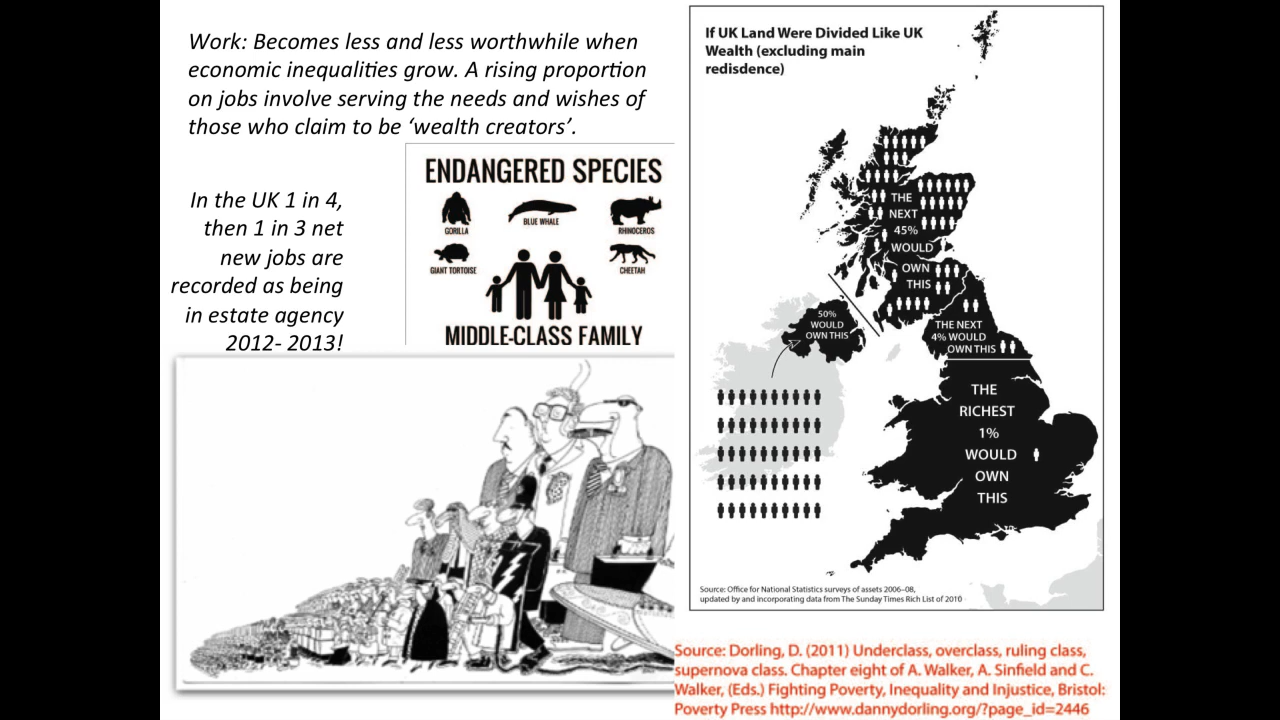 Work: Becomes less and less worthwhile when
economic inequalities grow. A rising proportion
on jobs involve serving the needs and wishes of
those who claim to be ‘wealth creators’.
In the UK 1 in 4,
then 1 in 3 net
new jobs are
recorded as being
in estate agency
2012- 2013!
ENDANGERED SPECIES
GORILLA
BLUE WHALE
RHINOCEROS
GIANT TORTOISE
CHEETAH
MIDDLE-CLASS FAMILY
If UK Land Were Divided Like UK
Wealth (excluding main
redisdence)
THE
NEXT
45%
WOULD
OWN
THIS
50%
WOULD
OWN THIS
THE NEXT
4% WOULD
OWN THIS
THE
RICHEST
1%
WOULD
OWN
THIS
Source: Office for National Statistics surveys of assets 2006–08,
updated by and incorporating data from The Sunday Times Rich List of 2010
Source: Dorling, D. (2011) Underclass, overclass, ruling class,
supernova class. Chapter eight of A. Walker, A. Sinfield and C.
Walker, (Eds.) Fighting Poverty, Inequality and Injustice, Bristol:
Poverty Press http://www.dannydorling.org/?page_id=2446